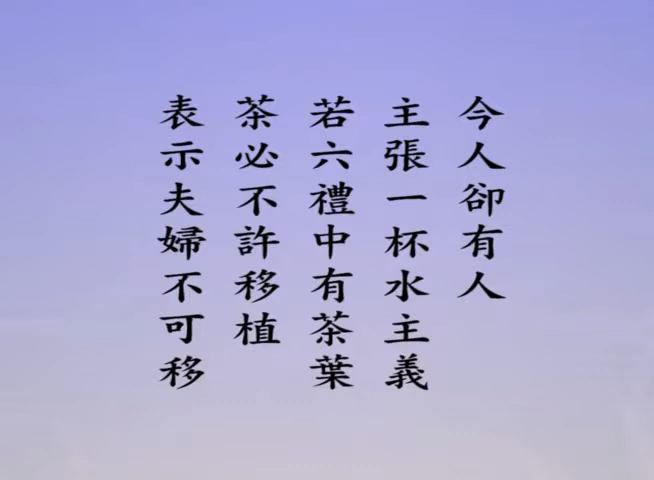 今人卻有人
主張一杯水主義
若六禮中有茶葉
茶必不許移植
表示夫婦不可移